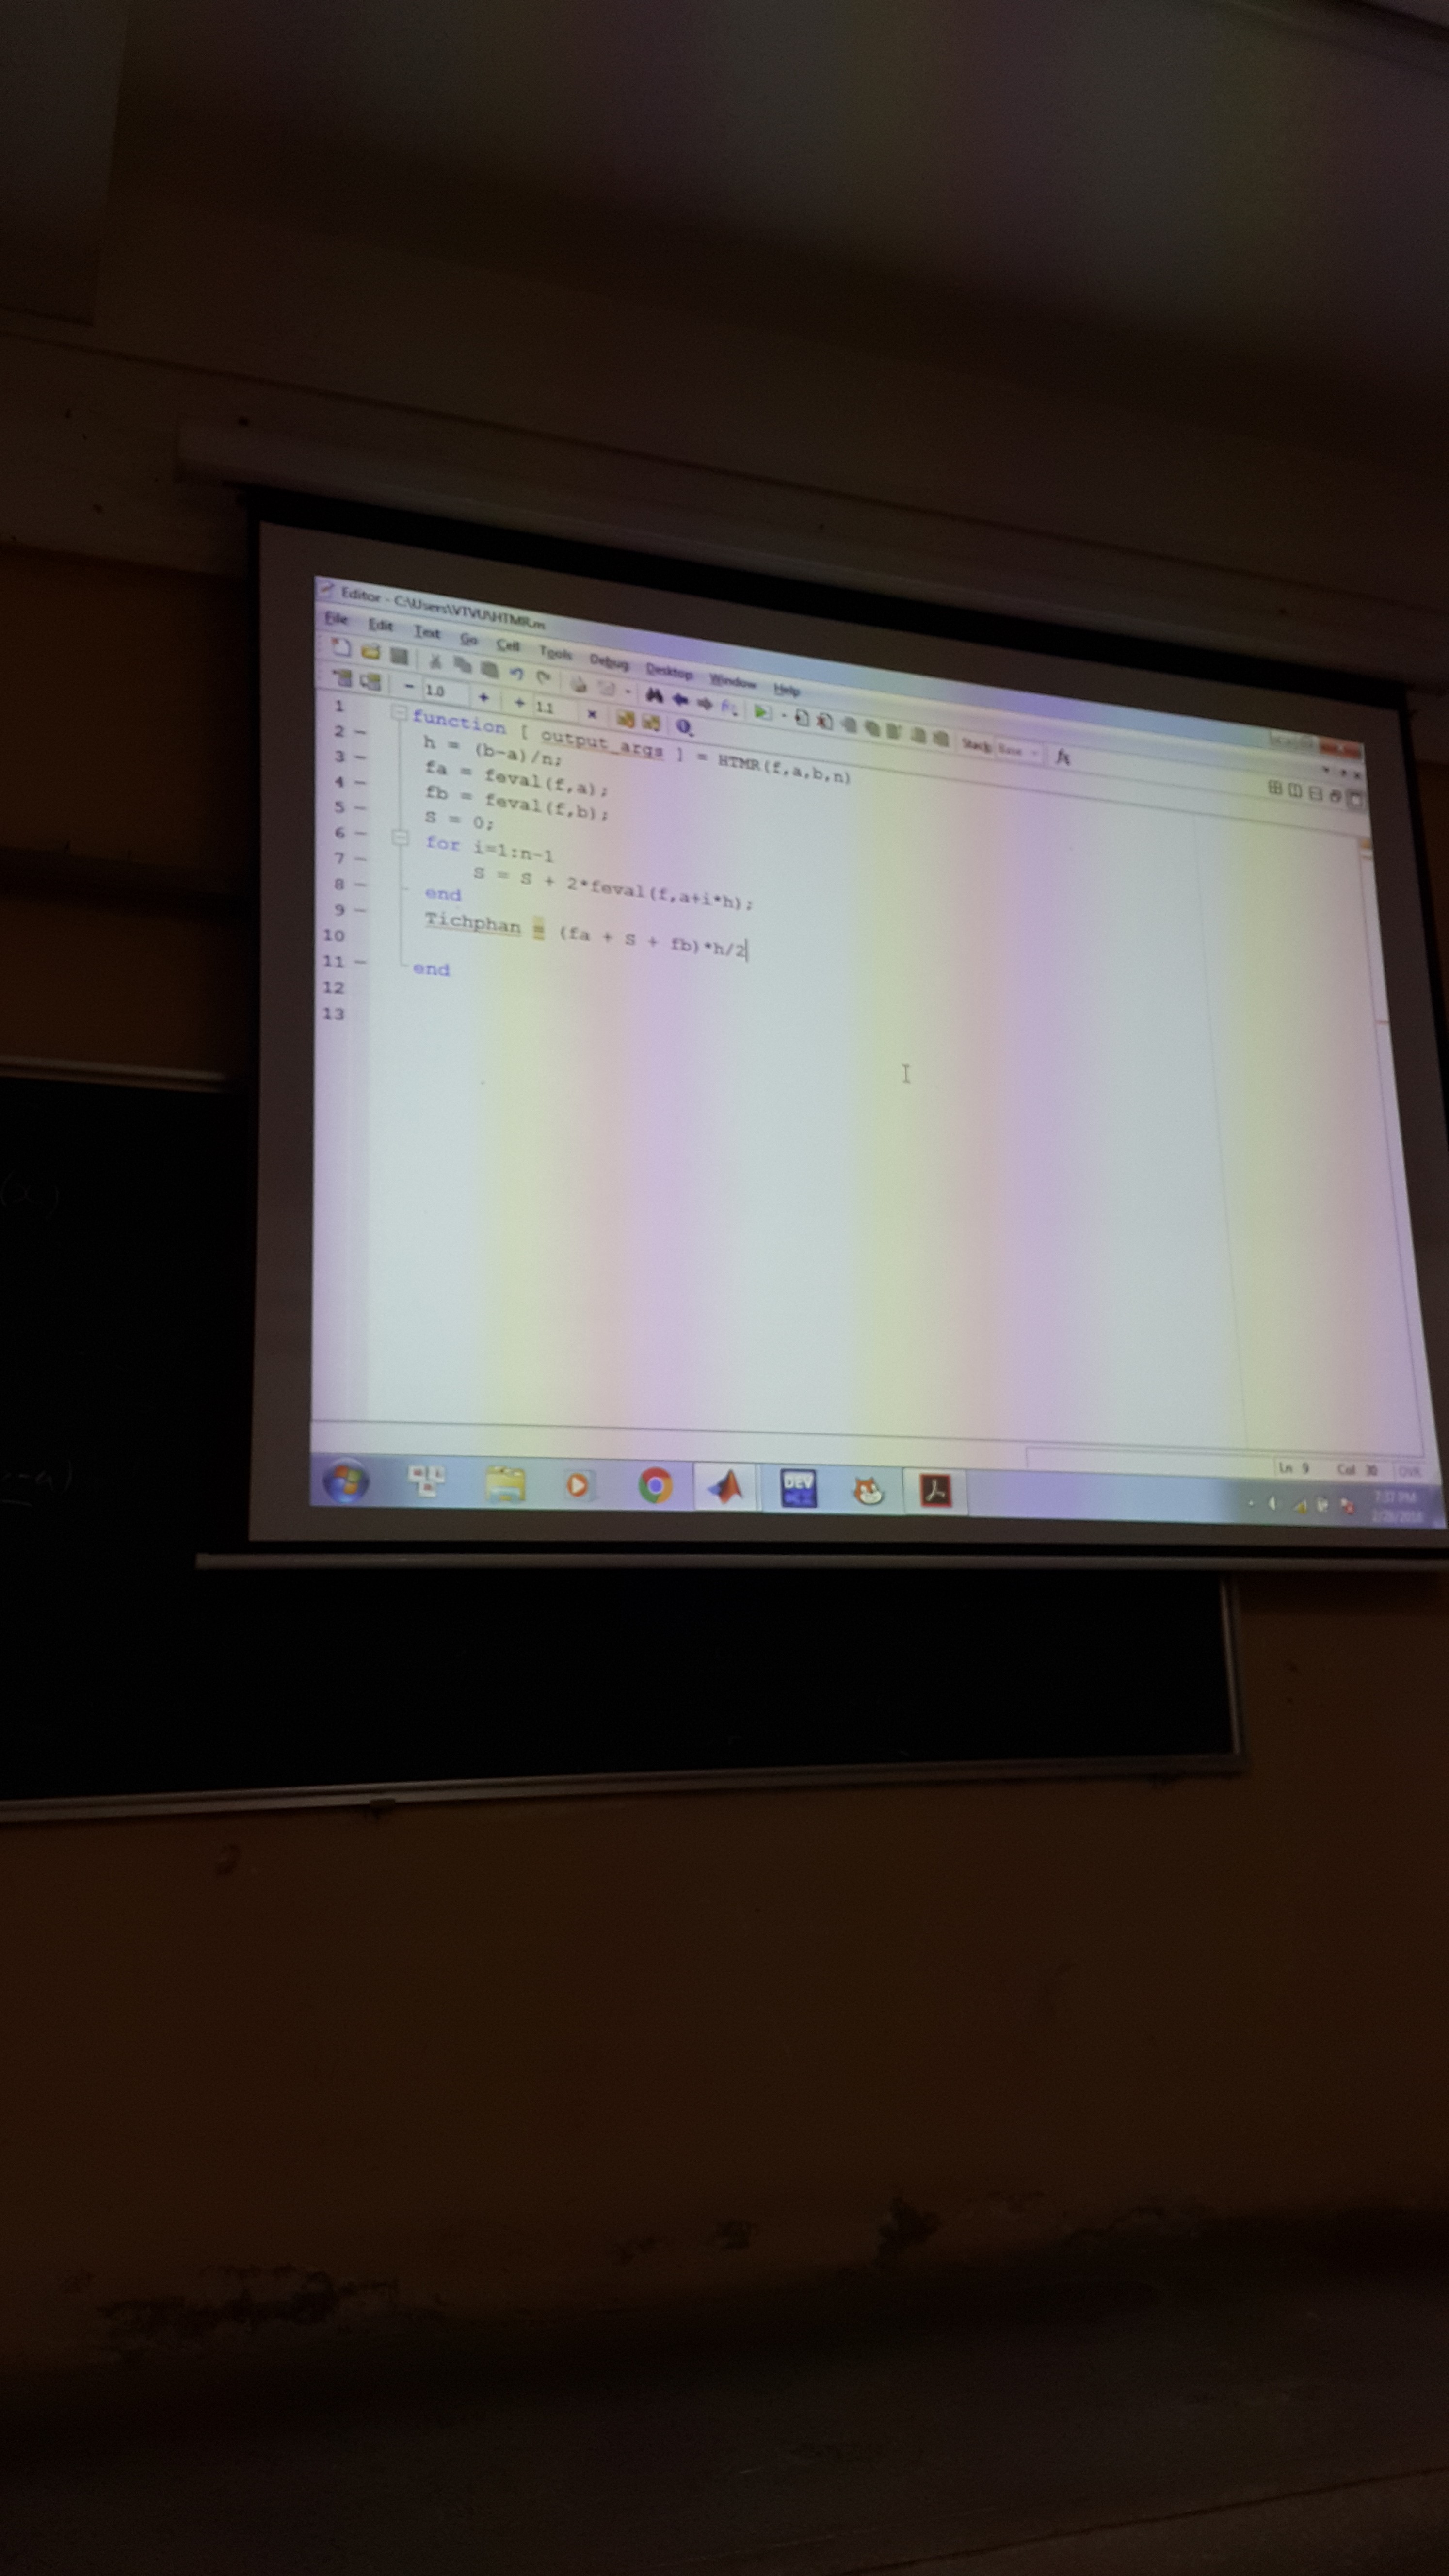 Editor - C:\Users\VTVU\HTMR.m
File Edit Text Go Cell Tools Debug Desktop Window Help
Stack: Base fx
- 1.0 + ÷ 1.1 ×
1 function [ output_args ] = HTMR(f,a,b,n)
2 - h = (b-a)/n;
3 - fa = feval(f,a);
4 - fb = feval(f,b);
5 - S = 0;
6 - for i=1:n-1
7 - S = S + 2*feval(f,a+i*h);
8 - end
9 - Tichphan = (fa + S + fb)*h/2
10
11 - end
12
13
(x)
-a)
Ln 9 Col 30 OVR
DEV
7:37 PM